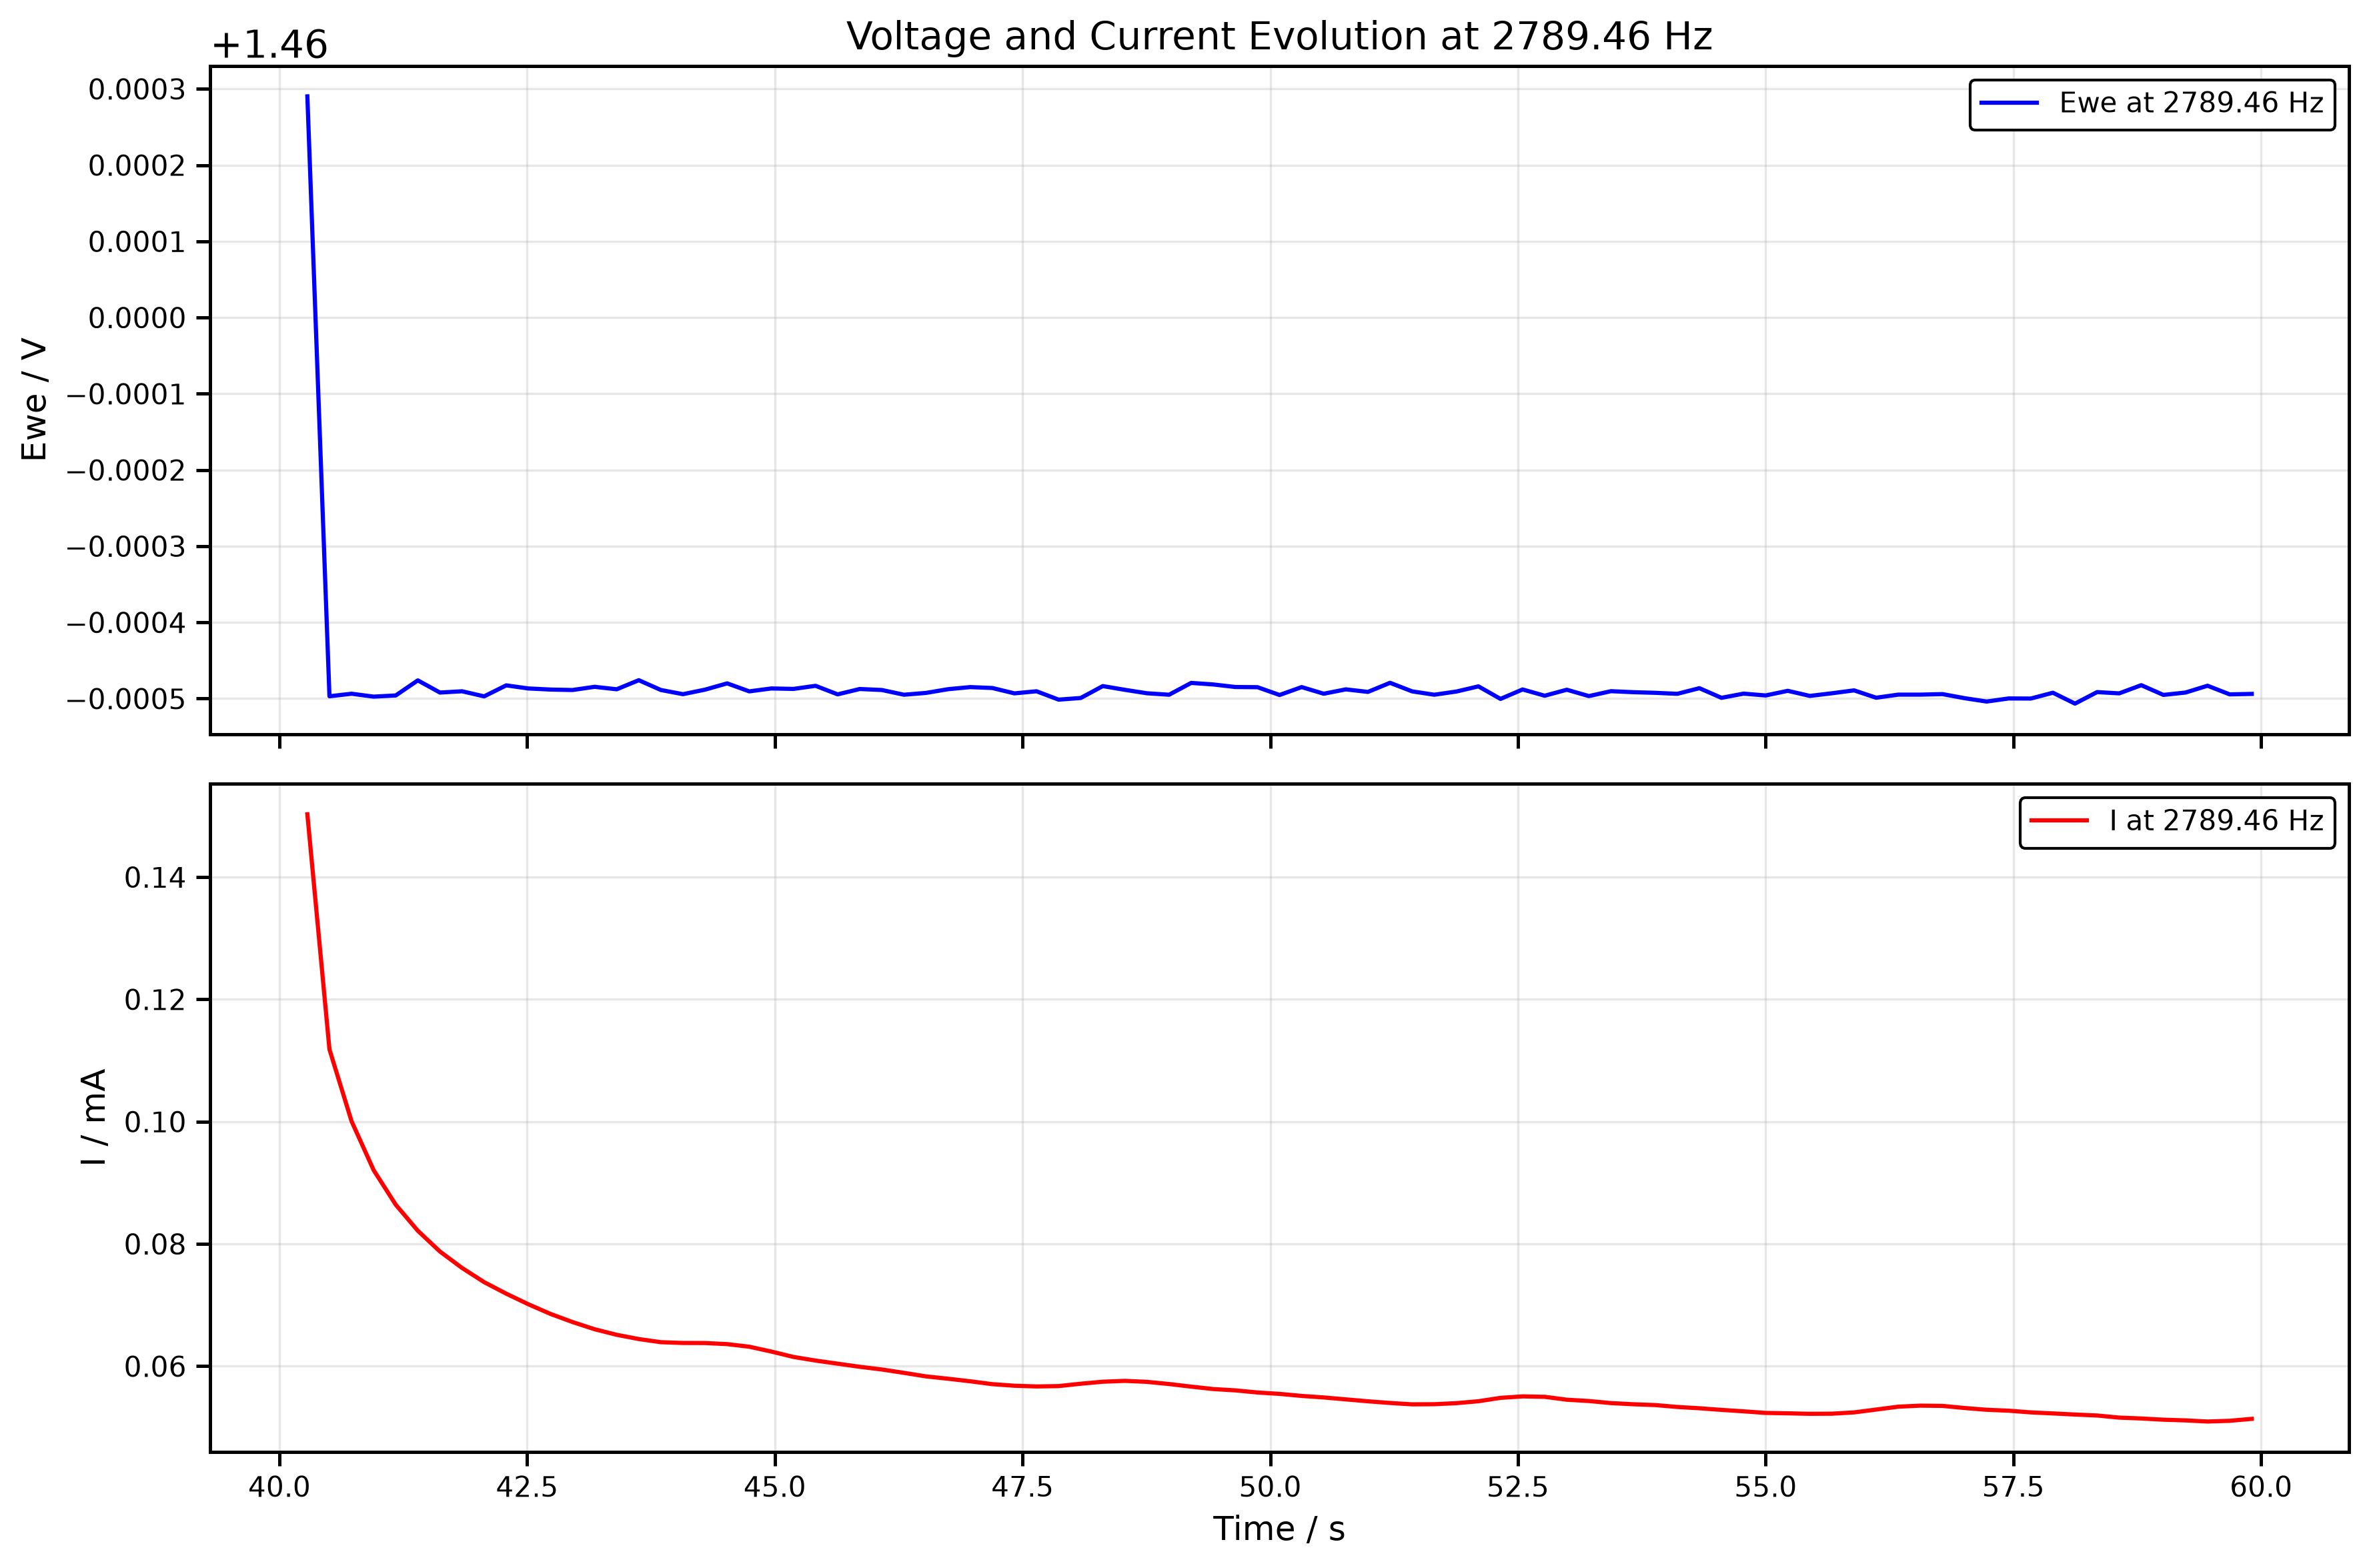 Voltage and Current Evolution at 2789.46 Hz
+1.46
0.0003
0.0002
0.0001
0.0000
−0.0001
−0.0002
−0.0003
−0.0004
−0.0005
Ewe / V
Ewe at 2789.46 Hz
I at 2789.46 Hz
0.14
0.12
0.10
0.08
0.06
I / mA
40.0 42.5 45.0 47.5 50.0 52.5 55.0 57.5 60.0
Time / s